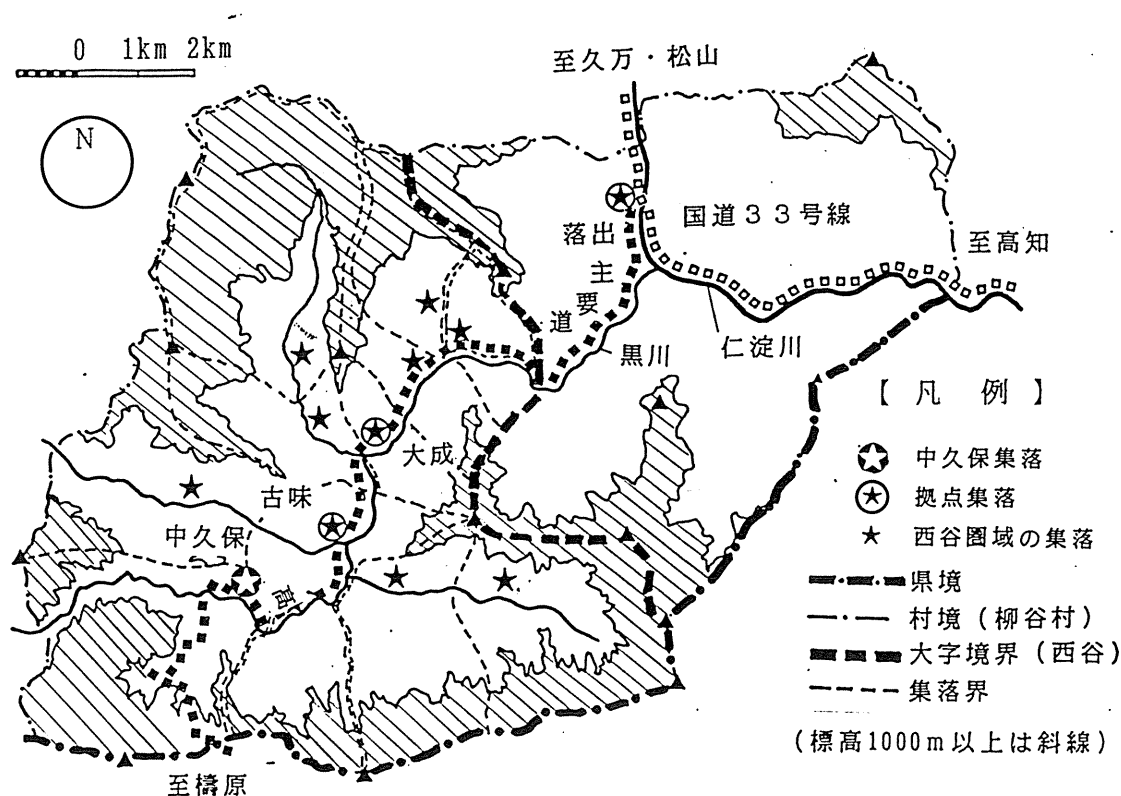 0 1km 2km
至久万・松山
N
国道33号線
至高知
落出
主要道
黒川
仁淀川
大成
古味
中久保
至檮原
【 凡 例 】
中久保集落
拠点集落
西谷圏域の集落
県境
村境(柳谷村)
大字境界(西谷)
集落界
(標高1000m以上は斜線)